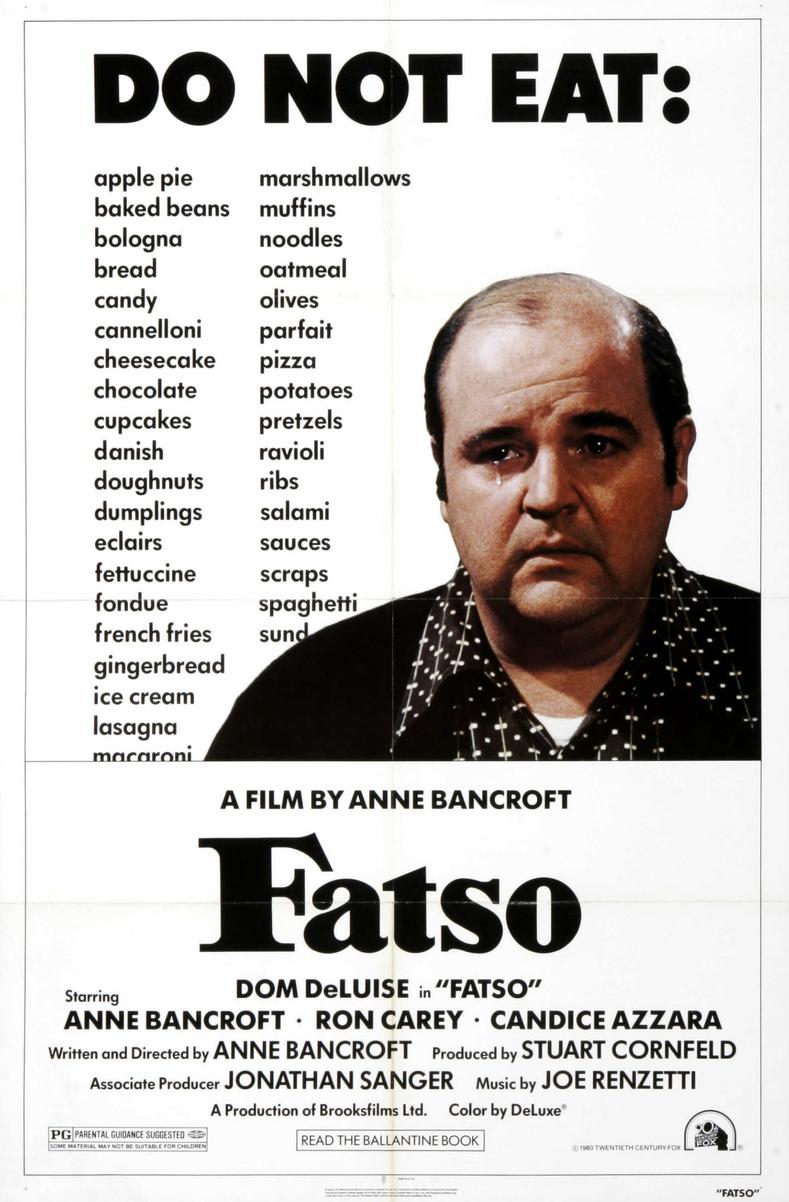 DO NOT EAT:
apple pie
baked beans
bologna
bread
candy
cannelloni
cheesecake
chocolate
cupcakes
danish
doughnuts
dumplings
eclairs
fettuccine
fondue
french fries
gingerbread
ice cream
lasagna
macaroni
marshmallows
muffins
noodles
oatmeal
olives
parfait
pizza
potatoes
pretzels
ravioli
ribs
salami
sauces
scraps
spaghetti
sund
A FILM BY ANNE BANCROFT
Fatso
Starring DOM DeLUISE in "FATSO"
ANNE BANCROFT · RON CAREY · CANDICE AZZARA
Written and Directed by ANNE BANCROFT Produced by STUART CORNFELD
Associate Producer JONATHAN SANGER Music by JOE RENZETTI
A Production of Brooksfilms Ltd. Color by DeLuxe®
PG PARENTAL GUIDANCE SUGGESTED
SOME MATERIAL MAY NOT BE SUITABLE FOR CHILDREN
READ THE BALLANTINE BOOK
©1980 TWENTIETH CENTURY-FOX
20th CENTURY FOX ®
"FATSO"